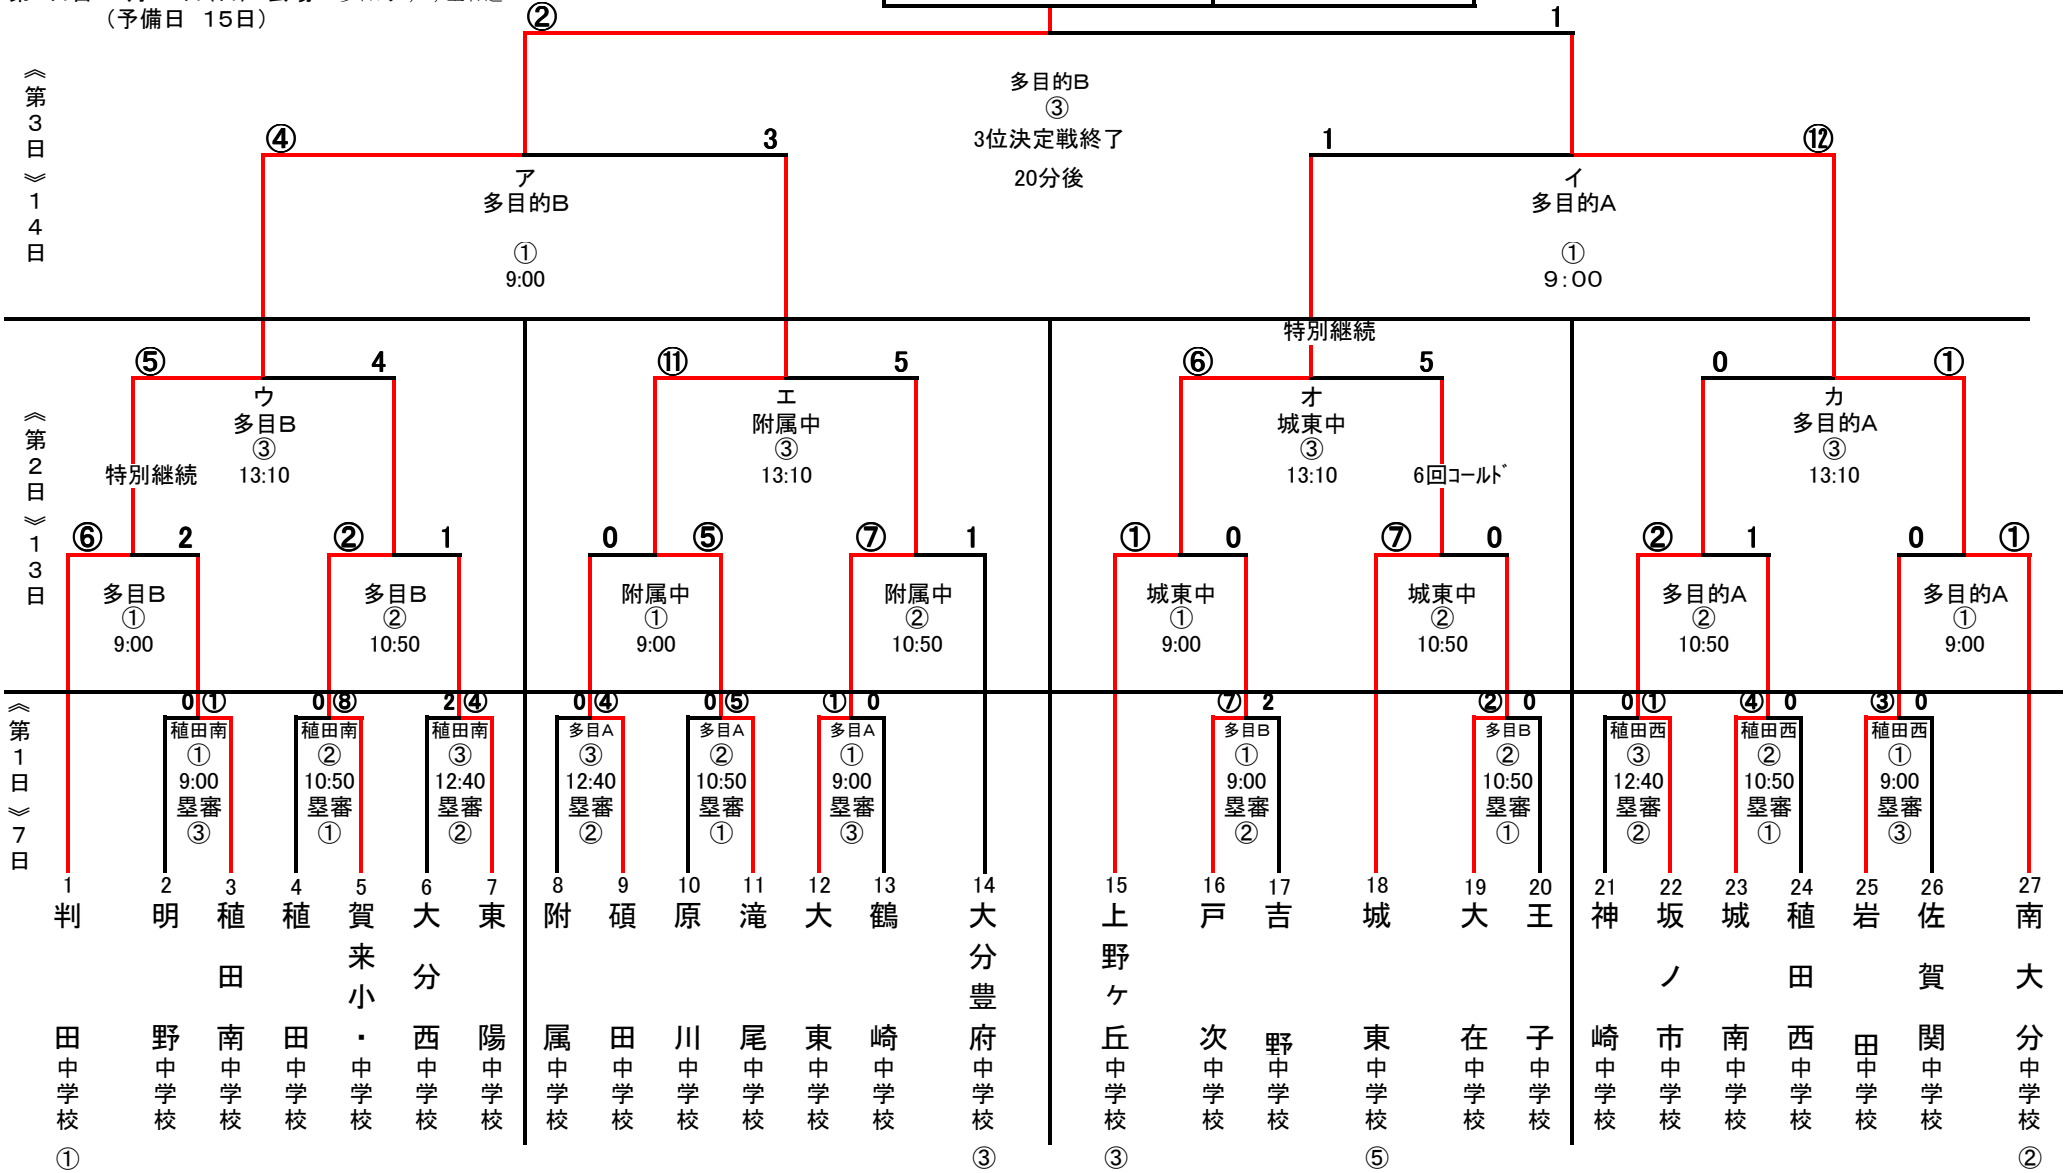 (予備日 15日)
② 1
《第3日》14日
多目的B
③
3位決定戦終了
20分後
④ 3
ア
多目的B
①
9:00
1 ⑫
イ
多目的A
①
9:00
《第2日》13日
⑤ 4
ウ
多目B
③
13:10
特別継続
⑪ 5
エ
附属中
③
13:10
特別継続
⑥ 5
オ
城東中
③
13:10
6回コールド
0 ①
カ
多目的A
③
13:10
⑥ 2
多目B
①
9:00
② 1
多目B
②
10:50
0 ⑤
附属中
①
9:00
⑦ 1
附属中
②
10:50
① 0
城東中
①
9:00
⑦ 0
城東中
②
10:50
② 1
多目的A
②
10:50
0 ①
多目的A
①
9:00
《第1日》7日
0 ①
稙田南
①
9:00
塁審
③
0 ⑧
稙田南
②
10:50
塁審
①
2 ④
稙田南
③
12:40
塁審
②
0 ④
多目A
③
12:40
塁審
②
0 ⑤
多目A
②
10:50
塁審
①
① 0
多目A
①
9:00
塁審
③
⑦ 2
多目B
①
9:00
塁審
②
② 0
多目B
②
10:50
塁審
①
0 ①
稙田西
③
12:40
塁審
②
④ 0
稙田西
②
10:50
塁審
①
③ 0
稙田西
①
9:00
塁審
③
1 判田中学校 ①
2 明野中学校
3 稙田南中学校
4 稙田中学校
5 賀来小・中学校
6 大分西中学校
7 東陽中学校
8 附属中学校
9 碩田中学校
10 原川中学校
11 滝尾中学校
12 大東中学校
13 鶴崎中学校
14 大分豊府中学校 ③
15 上野ヶ丘中学校 ③
16 戸次中学校
17 吉野中学校
18 城東中学校 ⑤
19 大在中学校
20 王子中学校
21 神崎中学校
22 坂ノ市中学校
23 城南中学校
24 稙田西中学校
25 岩田中学校
26 佐賀関中学校
27 南大分中学校 ②